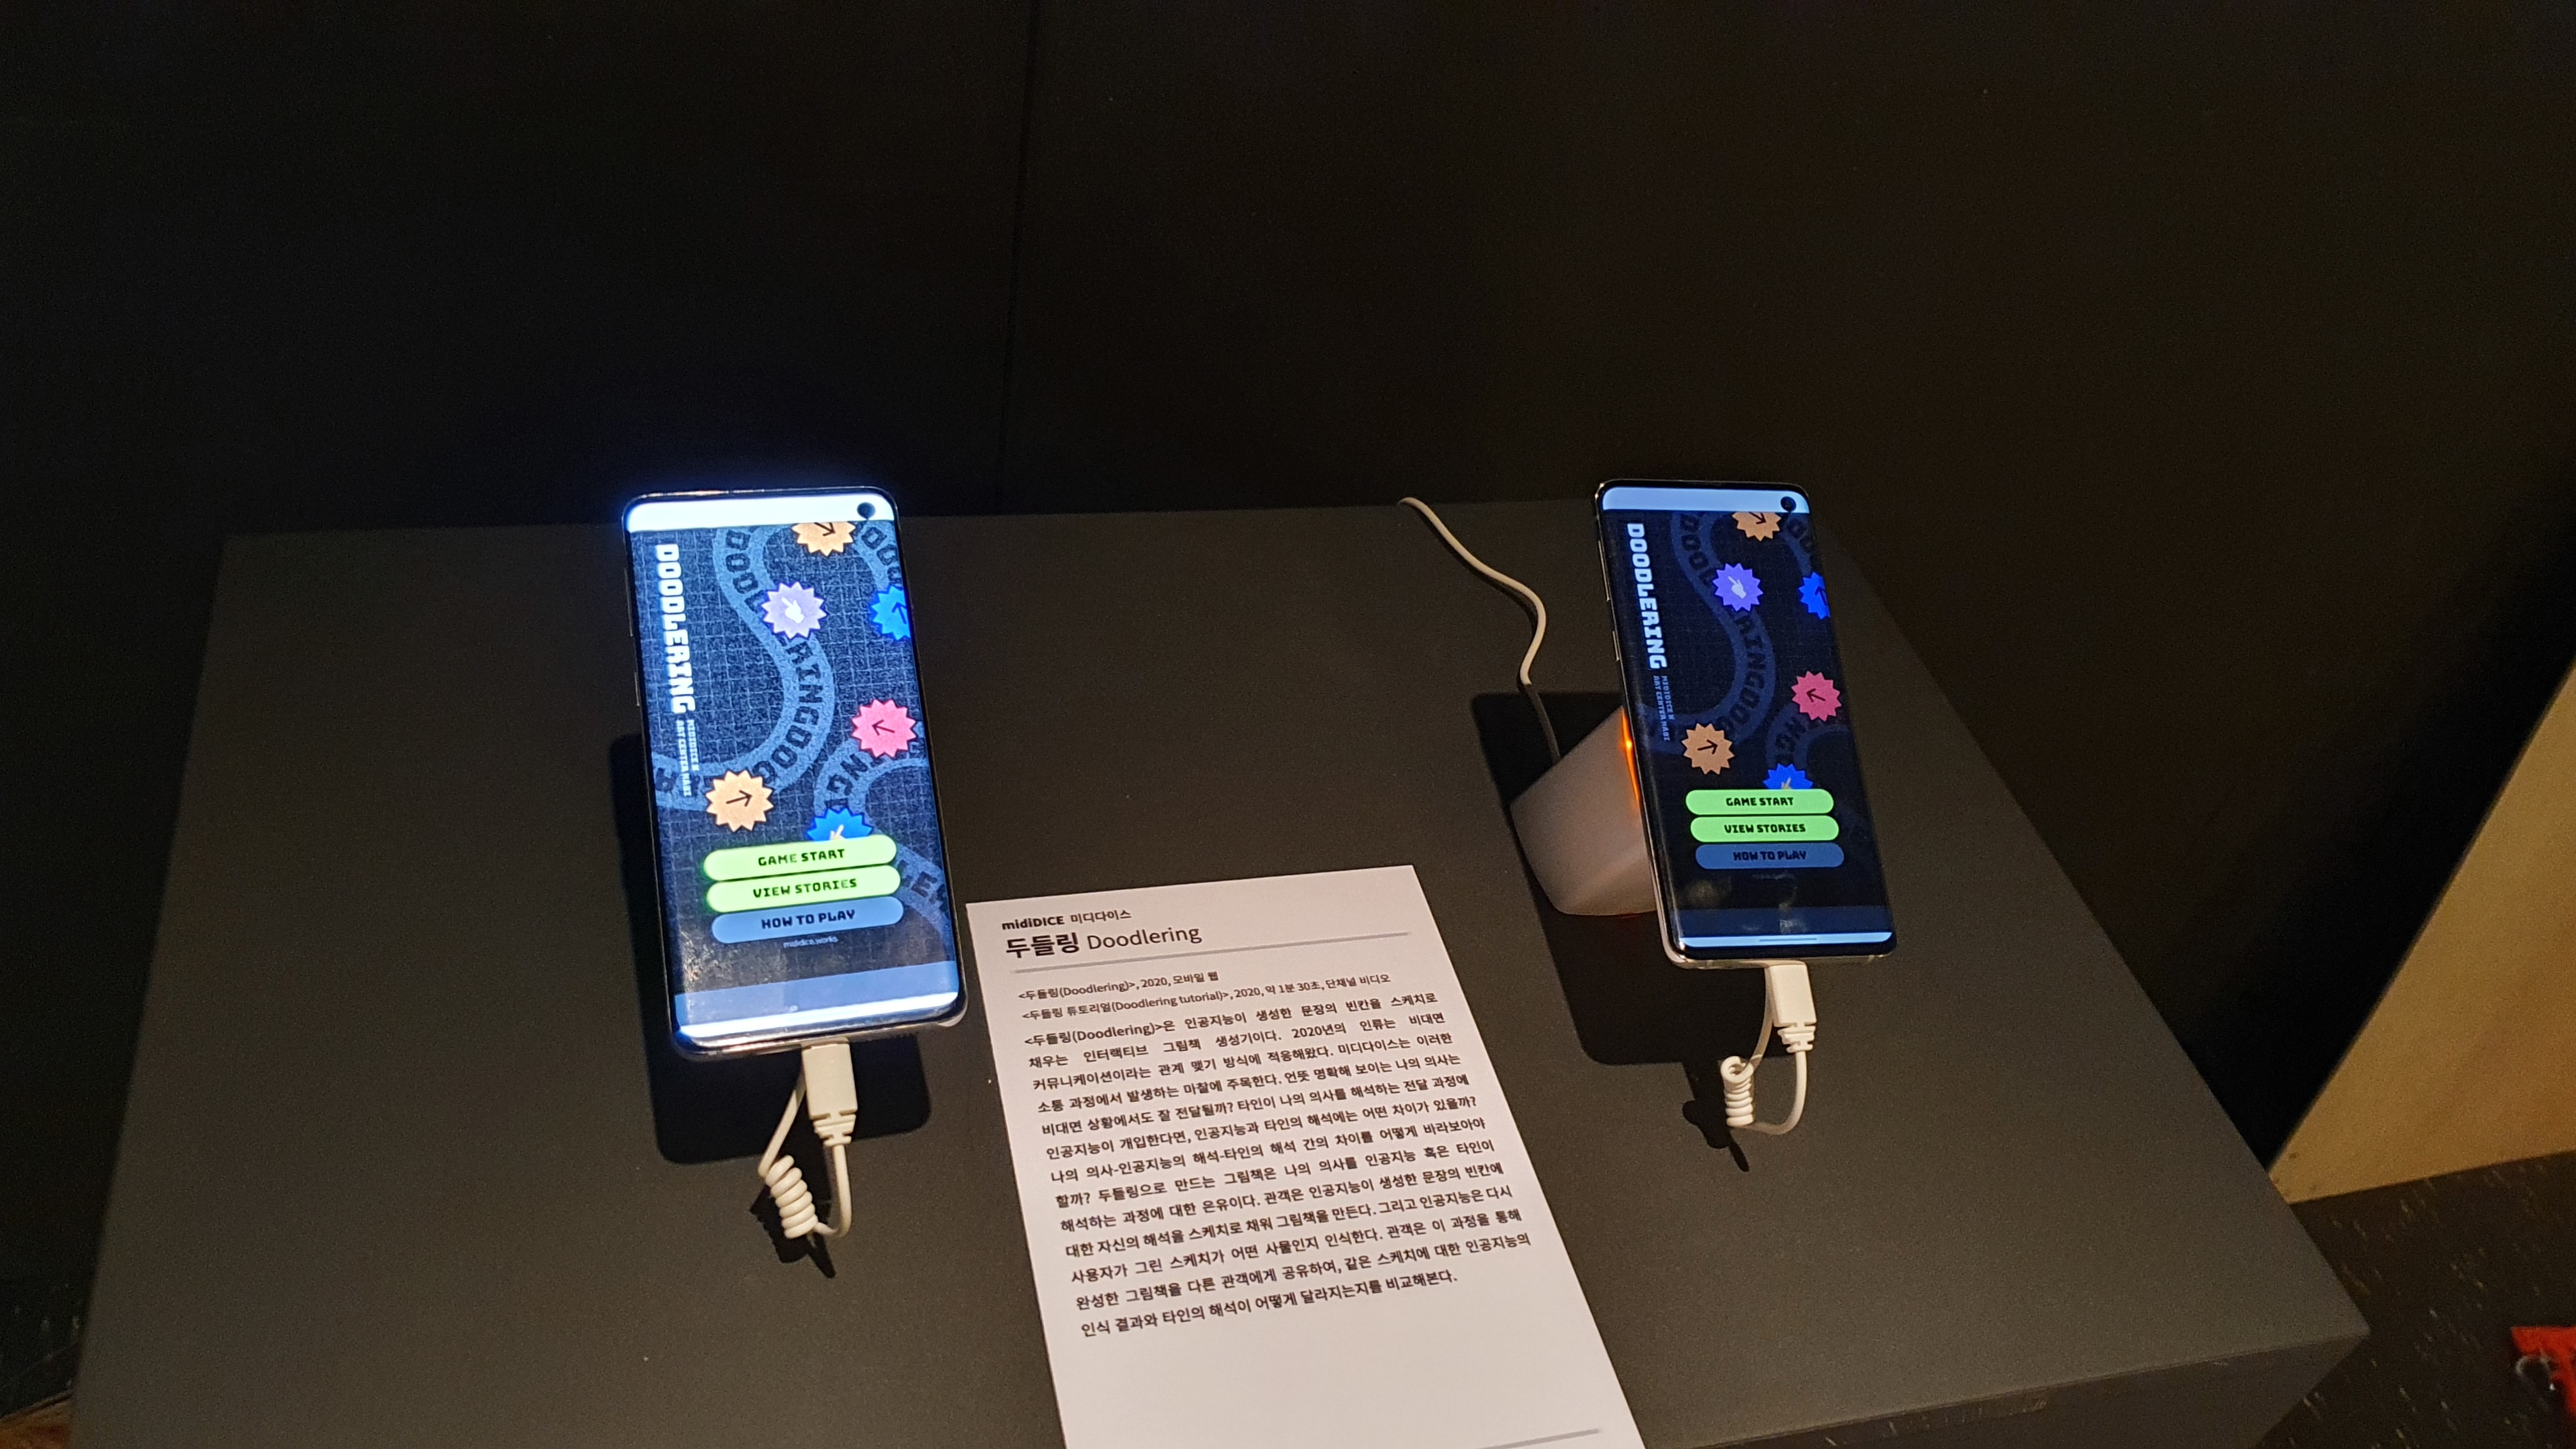 DOODLERING
MIDIDICE X
ART CENTER NABI
GAME START
VIEW STORIES
HOW TO PLAY
mididice.works
midiDICE 미디다이스
두들링 Doodlering
<두들링(Doodlering)>, 2020, 모바일 웹
<두들링 튜토리얼(Doodlering tutorial)>, 2020, 약 1분 30초, 단채널 비디오
<두들링(Doodlering)>은 인공지능이 생성한 문장의 빈칸을 스케치로
채우는 인터랙티브 그림책 생성기이다. 2020년의 인류는 비대면
커뮤니케이션이라는 관계 맺기 방식에 적응해왔다. 미디다이스는 이러한
소통 과정에서 발생하는 마찰에 주목한다. 언뜻 명확해 보이는 나의 의사는
비대면 상황에서도 잘 전달될까? 타인이 나의 의사를 해석하는 전달 과정에
인공지능이 개입한다면, 인공지능과 타인의 해석에는 어떤 차이가 있을까?
나의 의사-인공지능의 해석-타인의 해석 간의 차이를 어떻게 바라보아야
할까? 두들링으로 만드는 그림책은 나의 의사를 인공지능 혹은 타인이
해석하는 과정에 대한 은유이다. 관객은 인공지능이 생성한 문장의 빈칸에
대한 자신의 해석을 스케치로 채워 그림책을 만든다. 그리고 인공지능은 다시
사용자가 그린 스케치가 어떤 사물인지 인식한다. 관객은 이 과정을 통해
완성한 그림책을 다른 관객에게 공유하여, 같은 스케치에 대한 인공지능의
인식 결과와 타인의 해석이 어떻게 달라지는지를 비교해본다.
DOODLERING
MIDIDICE X
ART CENTER NABI
GAME START
VIEW STORIES
HOW TO PLAY